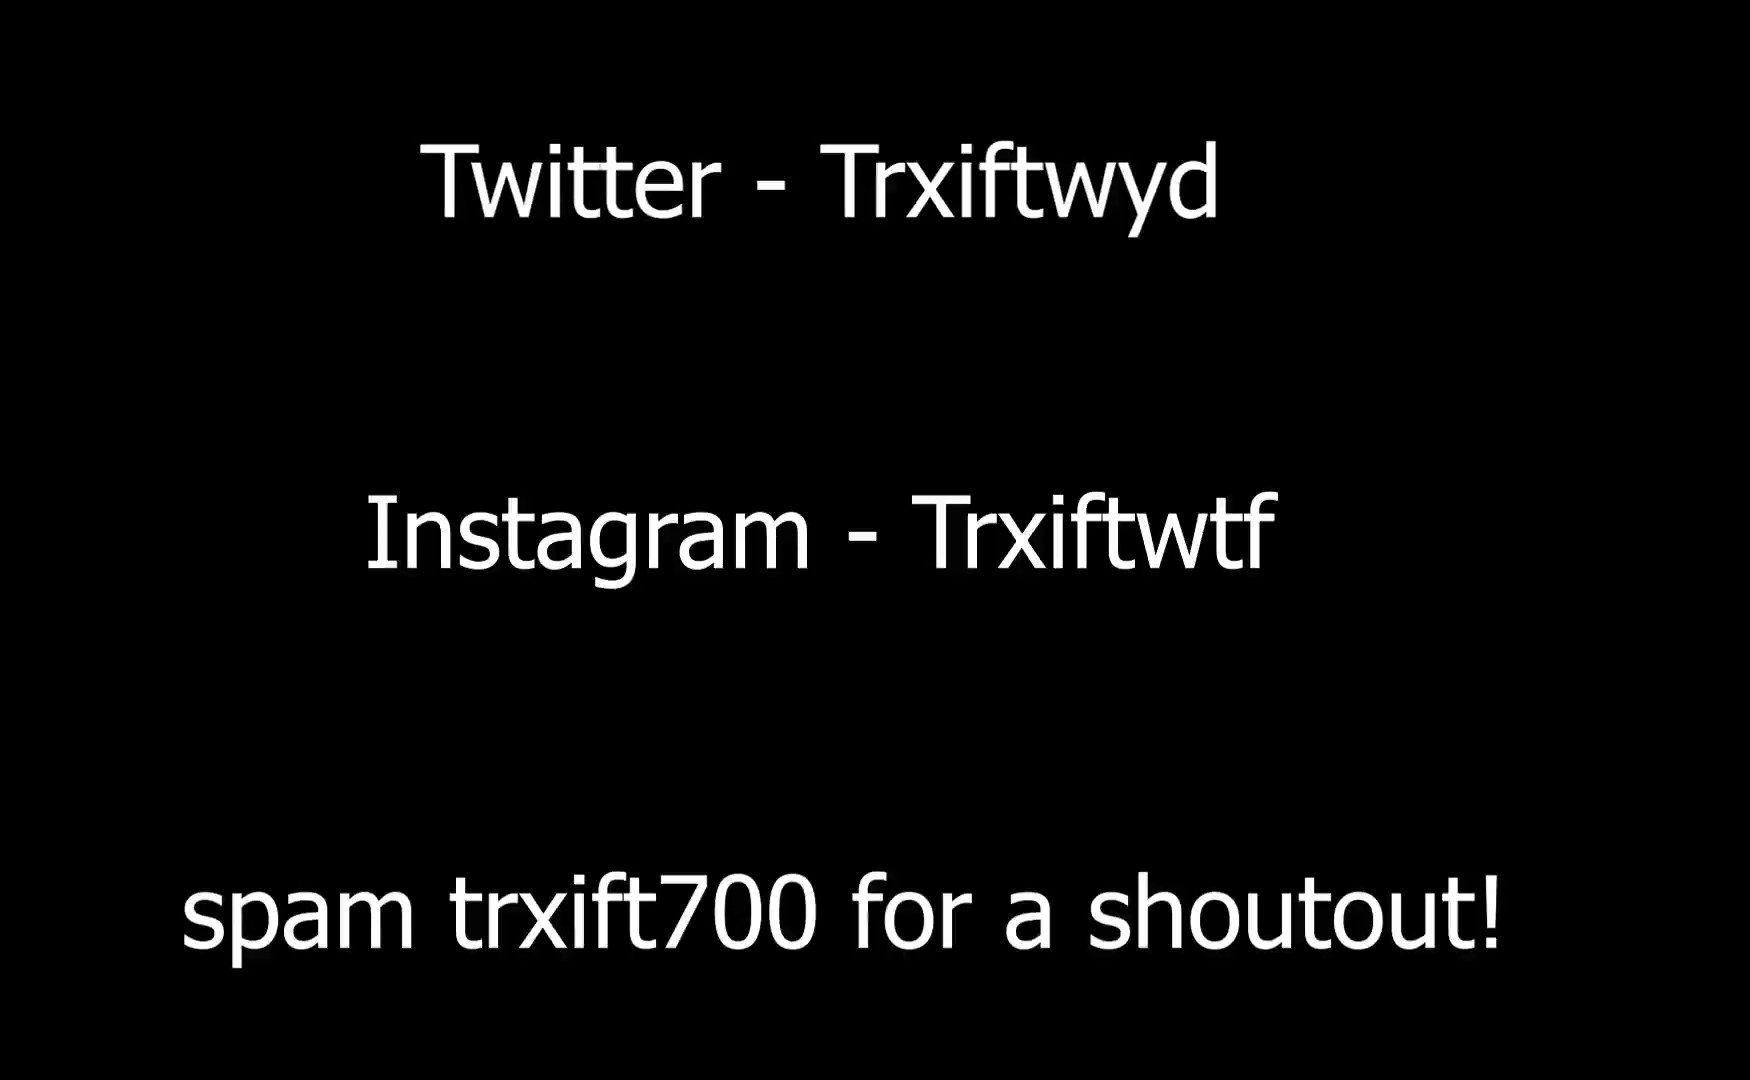 Twitter - Trxiftwyd
Instagram - Trxiftwtf
spam trxift700 for a shoutout!